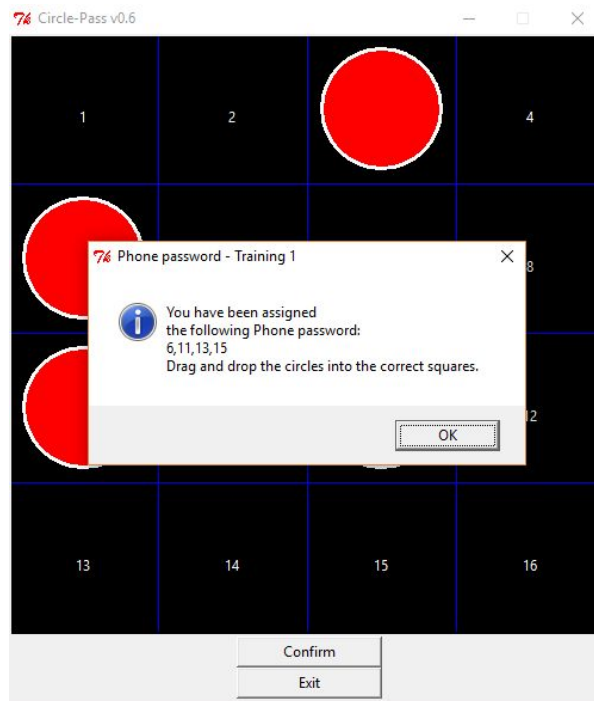 Circle-Pass v0.6
1
2
4
Phone password - Training 1
8
You have been assigned
the following Phone password:
6,11,13,15
Drag and drop the circles into the correct squares.
OK
12
13
14
15
16
Confirm
Exit